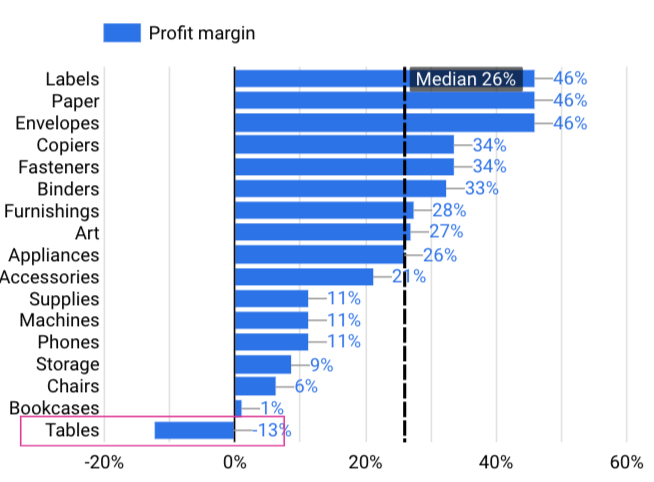 Profit margin
Labels 46%
Median 26%
Paper 46%
Envelopes 46%
Copiers 34%
Fasteners 34%
Binders 33%
Furnishings 28%
Art 27%
Appliances 26%
Accessories 21%
Supplies 11%
Machines 11%
Phones 11%
Storage 9%
Chairs 6%
Bookcases 1%
Tables -13%
-20% 0% 20% 40% 60%